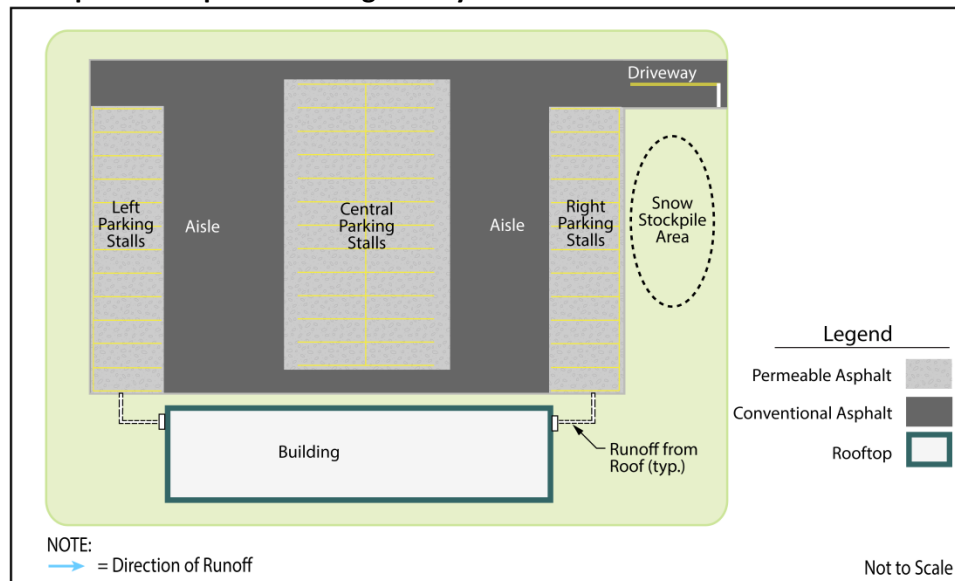 Driveway
Left
Parking
Stalls
Aisle
Central
Parking
Stalls
Aisle
Right
Parking
Stalls
Snow
Stockpile
Area
Legend
Permeable Asphalt
Conventional Asphalt
Rooftop
Building
Runoff from
Roof (typ.)
NOTE:
= Direction of Runoff
Not to Scale